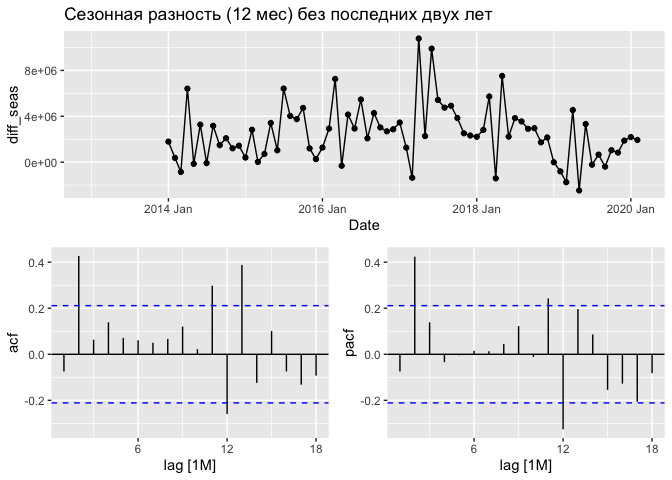 Сезонная разность (12 мес) без последних двух лет
8e+06
4e+06
0e+00
diff_seas
2014 Jan
2016 Jan
2018 Jan
2020 Jan
Date
0.4
0.2
0.0
-0.2
acf
6
12
18
lag [1M]
0.4
0.2
0.0
-0.2
pacf
6
12
18
lag [1M]